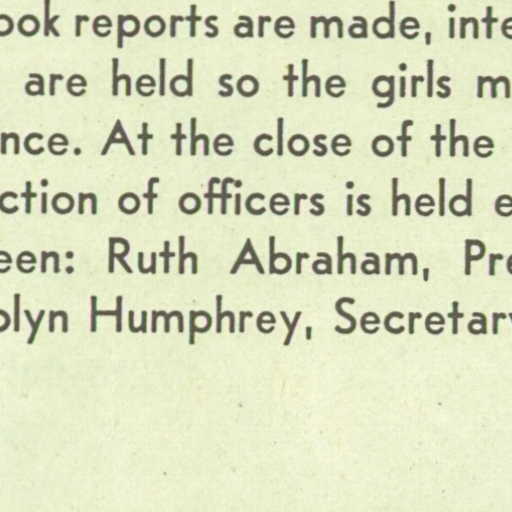 ook reports are made, inte
are held so the girls m
nce. At the close of the
ction of officers is held e
een: Ruth Abraham, Pre
olyn Humphrey, Secretary